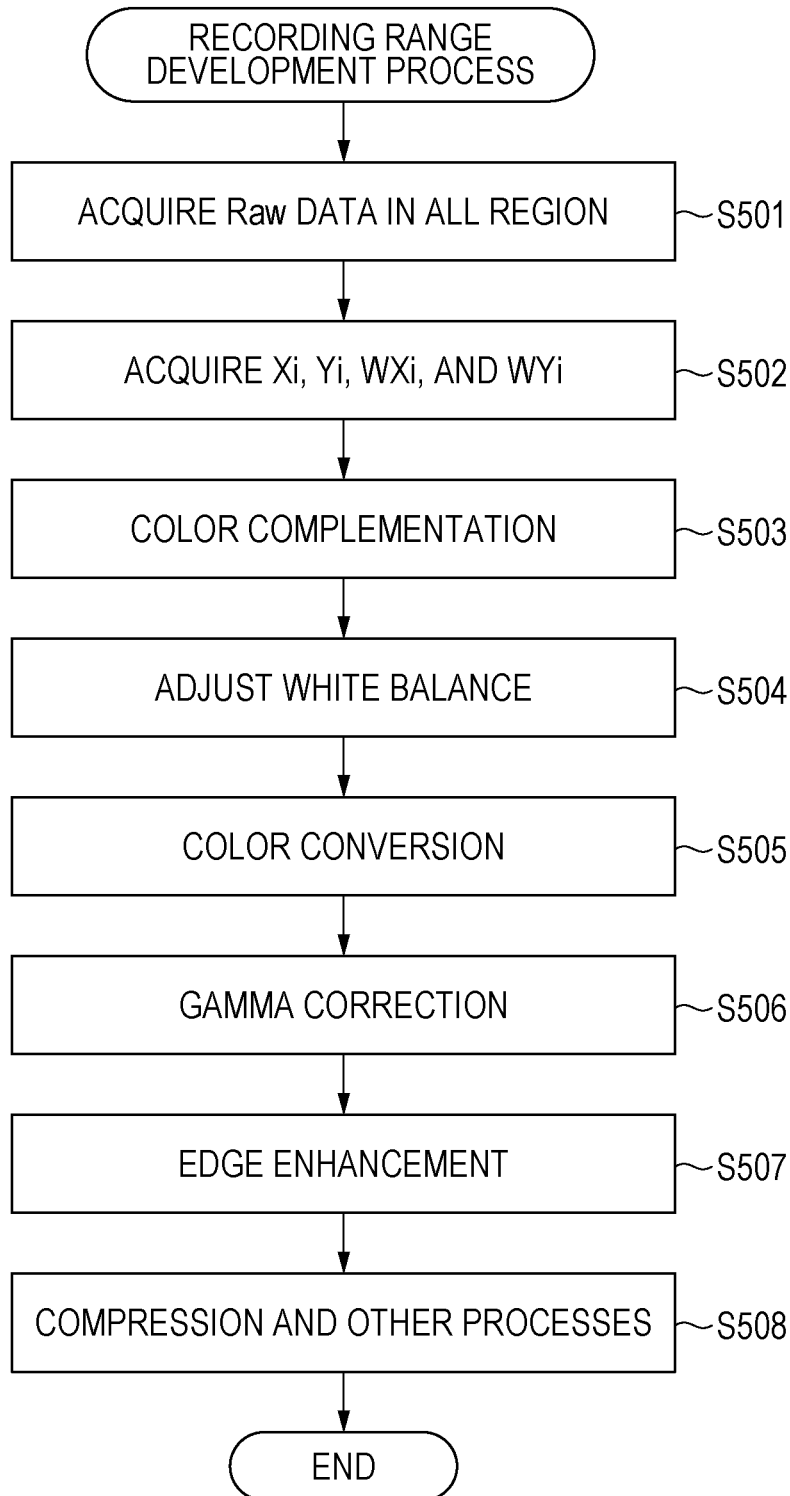 RECORDING RANGE
DEVELOPMENT PROCESS
ACQUIRE Raw DATA IN ALL REGION
S501
ACQUIRE Xi, Yi, WXi, AND WYi
S502
COLOR COMPLEMENTATION
S503
ADJUST WHITE BALANCE
S504
COLOR CONVERSION
S505
GAMMA CORRECTION
S506
EDGE ENHANCEMENT
S507
COMPRESSION AND OTHER PROCESSES
S508
END